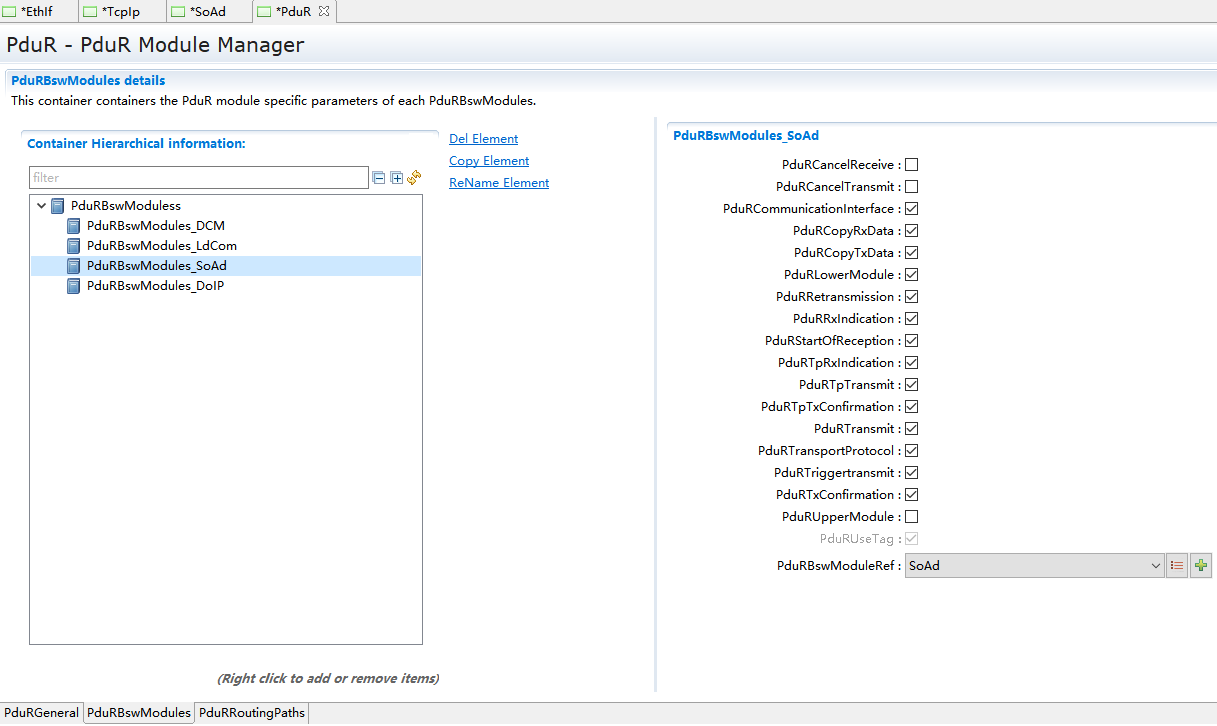 *EthIf
*TcpIp
*SoAd
*PduR
PduR - PduR Module Manager
PduRBswModules details
This container containers the PduR module specific parameters of each PduRBswModules.
Container Hierarchical information:
filter
PduRBswModuless
PduRBswModules_DCM
PduRBswModules_LdCom
PduRBswModules_SoAd
PduRBswModules_DoIP
(Right click to add or remove items)
Del Element
Copy Element
ReName Element
PduRBswModules_SoAd
PduRCancelReceive :
PduRCancelTransmit :
PduRCommunicationInterface :
PduRCopyRxData :
PduRCopyTxData :
PduRLowerModule :
PduRRetransmission :
PduRRxIndication :
PduRStartOfReception :
PduRTpRxIndication :
PduRTpTransmit :
PduRTpTxConfirmation :
PduRTransmit :
PduRTransportProtocol :
PduRTriggertransmit :
PduRTxConfirmation :
PduRUpperModule :
PduRUseTag :
PduRBswModuleRef : SoAd
PduRGeneral
PduRBswModules
PduRRoutingPaths